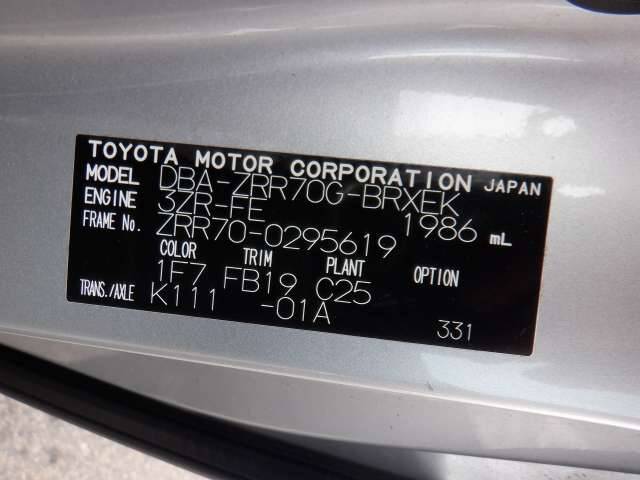 TOYOTA MOTOR CORPORATION JAPAN
MODEL DBA-ZRR70G-BRXEK
ENGINE 3ZR-FE 1986 mL
FRAME No. ZRR70-0295619
COLOR TRIM PLANT OPTION
1F7 FB19 C25
TRANS./AXLE K111 -01A
331